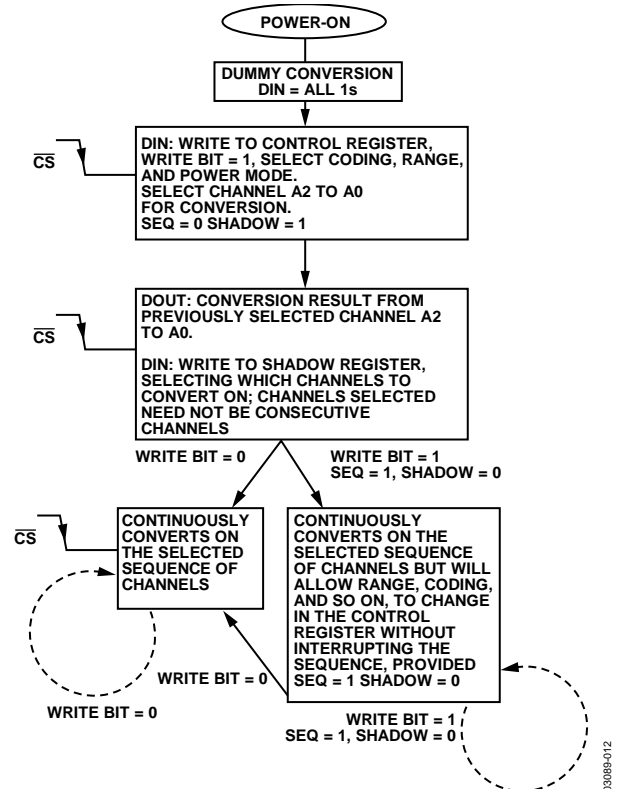 POWER-ON
DUMMY CONVERSION
DIN = ALL 1s
CS
DIN: WRITE TO CONTROL REGISTER,
WRITE BIT = 1, SELECT CODING, RANGE,
AND POWER MODE.
SELECT CHANNEL A2 TO A0
FOR CONVERSION.
SEQ = 0 SHADOW = 1
CS
DOUT: CONVERSION RESULT FROM
PREVIOUSLY SELECTED CHANNEL A2
TO A0.
DIN: WRITE TO SHADOW REGISTER,
SELECTING WHICH CHANNELS TO
CONVERT ON; CHANNELS SELECTED
NEED NOT BE CONSECUTIVE
CHANNELS
WRITE BIT = 0
WRITE BIT = 1
SEQ = 1, SHADOW = 0
CS
CONTINUOUSLY
CONVERTS ON
THE SELECTED
SEQUENCE OF
CHANNELS
CONTINUOUSLY
CONVERTS ON THE
SELECTED SEQUENCE
OF CHANNELS BUT WILL
ALLOW RANGE, CODING,
AND SO ON, TO CHANGE
IN THE CONTROL
REGISTER WITHOUT
INTERRUPTING THE
SEQUENCE, PROVIDED
SEQ = 1 SHADOW = 0
WRITE BIT = 0
WRITE BIT = 0
WRITE BIT = 1
SEQ = 1, SHADOW = 0
03089-012